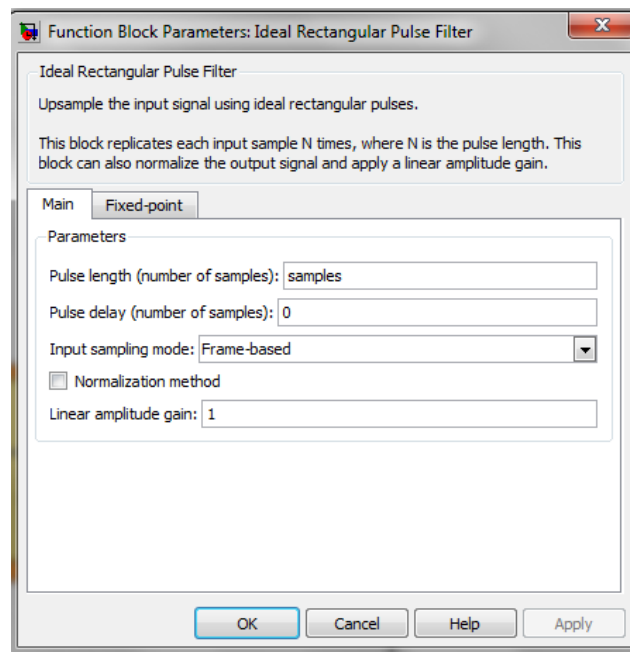 Function Block Parameters: Ideal Rectangular Pulse Filter
Ideal Rectangular Pulse Filter
Upsample the input signal using ideal rectangular pulses.
This block replicates each input sample N times, where N is the pulse length. This
block can also normalize the output signal and apply a linear amplitude gain.
Main Fixed-point
Parameters
Pulse length (number of samples): samples
Pulse delay (number of samples): 0
Input sampling mode: Frame-based
Normalization method
Linear amplitude gain: 1
OK Cancel Help Apply